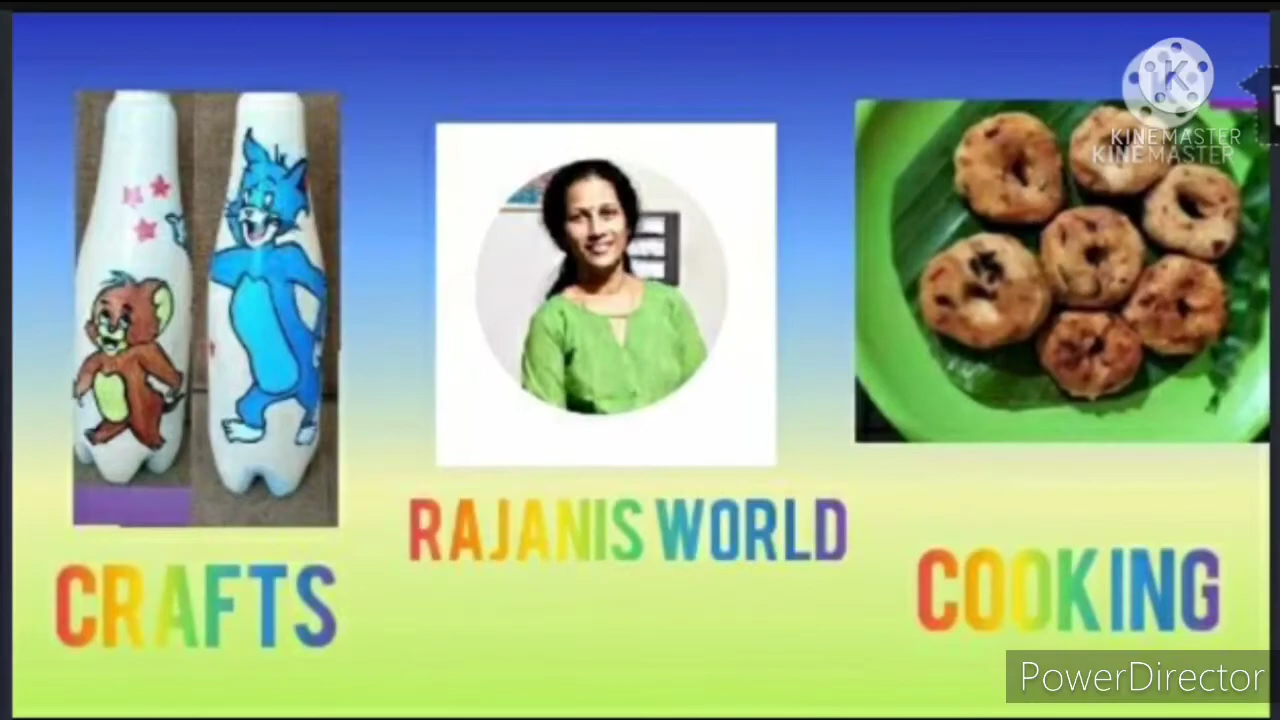 KINEMASTER
KINEMASTER
RAJANIS WORLD
CRAFTS
COOKING
PowerDirector